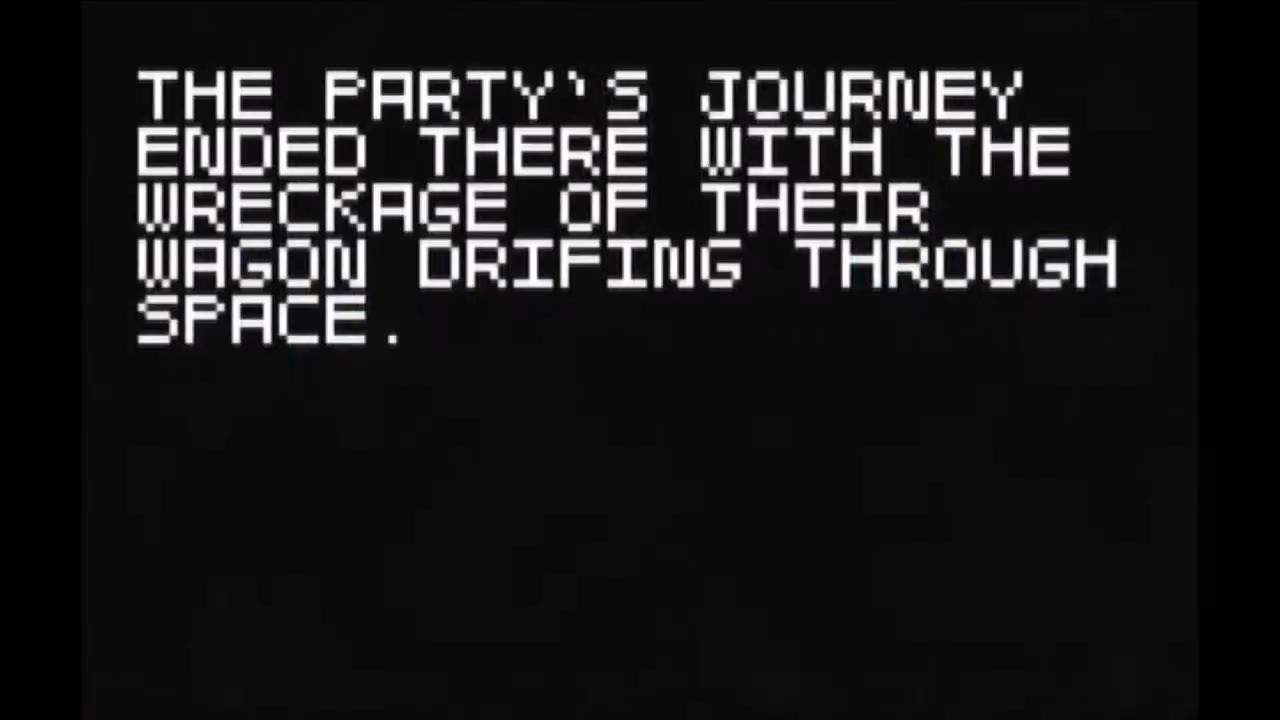 THE PARTY'S JOURNEY
ENDED THERE WITH THE
WRECKAGE OF THEIR
WAGON DRIFING THROUGH
SPACE.